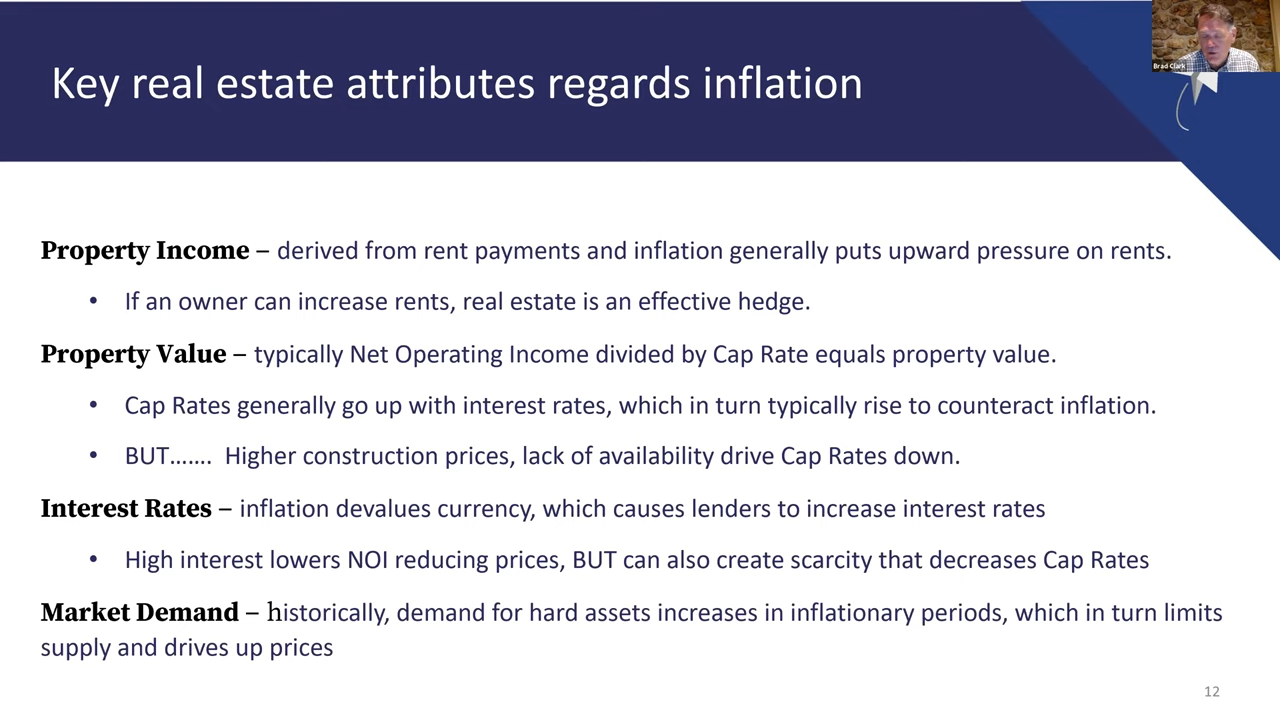 Key real estate attributes regards inflation
Brad Clark
Property Income – derived from rent payments and inflation generally puts upward pressure on rents.
• If an owner can increase rents, real estate is an effective hedge.
Property Value – typically Net Operating Income divided by Cap Rate equals property value.
• Cap Rates generally go up with interest rates, which in turn typically rise to counteract inflation.
• BUT....... Higher construction prices, lack of availability drive Cap Rates down.
Interest Rates – inflation devalues currency, which causes lenders to increase interest rates
• High interest lowers NOI reducing prices, BUT can also create scarcity that decreases Cap Rates
Market Demand – historically, demand for hard assets increases in inflationary periods, which in turn limits
supply and drives up prices
12